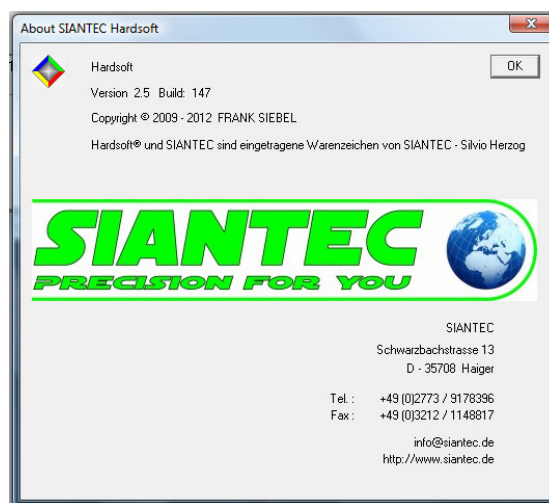 About SIANTEC Hardsoft
Hardsoft
OK
Version 2.5 Build: 147
Copyright © 2009 - 2012 FRANK SIEBEL
Hardsoft® und SIANTEC sind eingetragene Warenzeichen von SIANTEC - Silvio Herzog
SIANTEC
PRECISION FOR YOU
SIANTEC
Schwarzbachstrasse 13
D - 35708 Haiger
Tel. : +49 (0)2773 / 9178396
Fax : +49 (0)3212 / 1148817
info@siantec.de
http://www.siantec.de